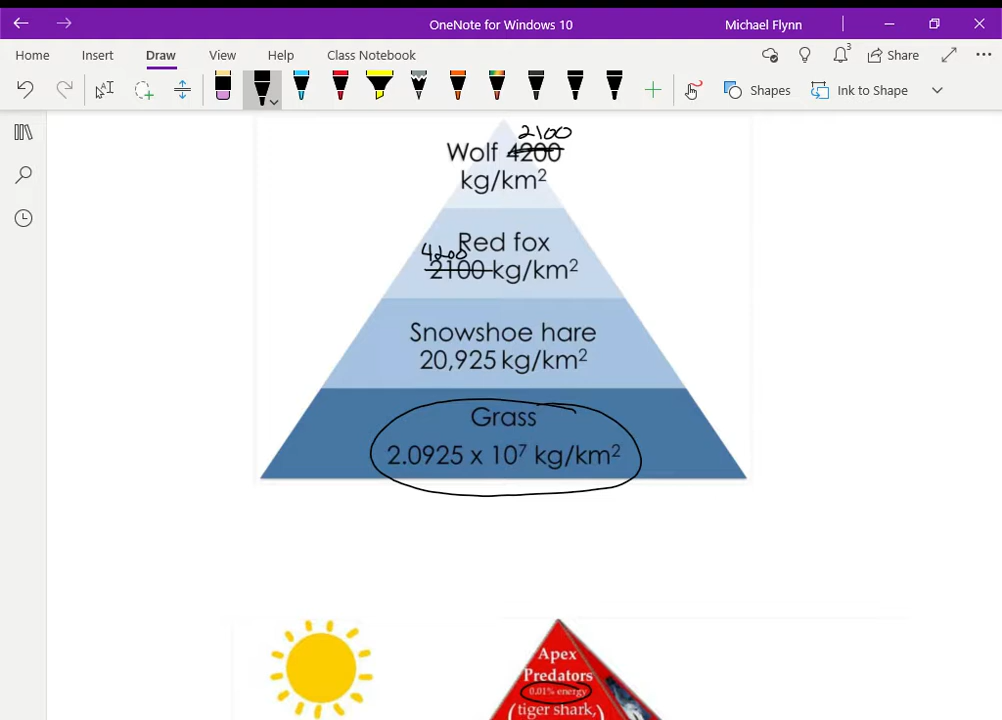 OneNote for Windows 10
Michael Flynn
Home Insert Draw View Help Class Notebook
3
Share
Shapes
Ink to Shape
2100
Wolf 4200
kg/km²
Red fox
4200
2100 kg/km²
Snowshoe hare
20,925 kg/km²
Grass
2.0925 x 10⁷ kg/km²
Apex
Predators
0.01% energy
(tiger shark,